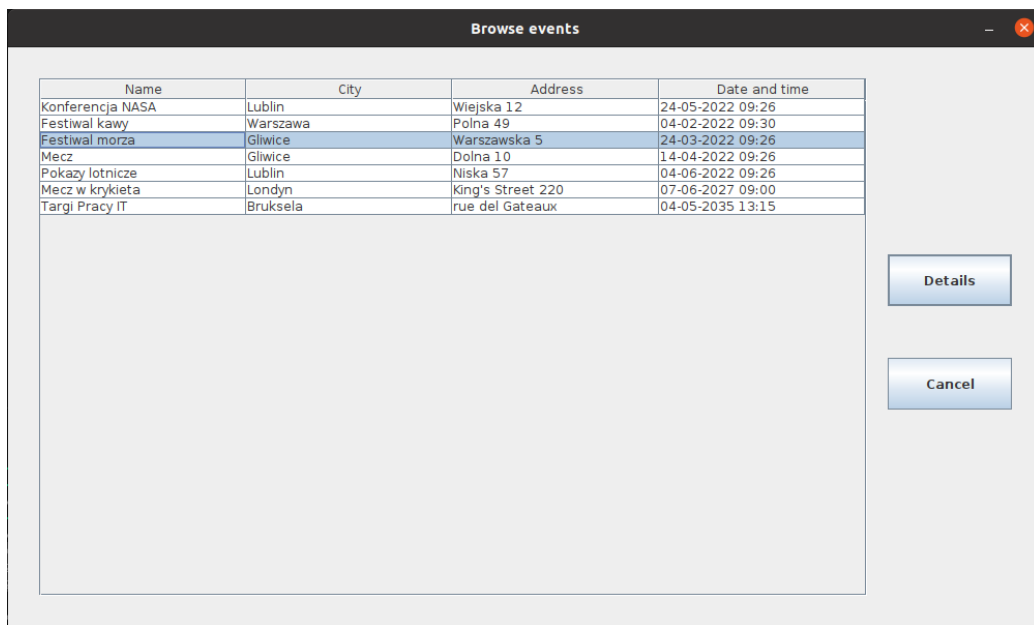 Browse events
Name City Address Date and time
Konferencja NASA Lublin Wiejska 12 24-05-2022 09:26
Festiwal kawy Warszawa Polna 49 04-02-2022 09:30
Festiwal morza Gliwice Warszawska 5 24-03-2022 09:26
Mecz Gliwice Dolna 10 14-04-2022 09:26
Pokazy lotnicze Lublin Niska 57 04-06-2022 09:26
Mecz w krykieta Londyn King's Street 220 07-06-2027 09:00
Targi Pracy IT Bruksela rue del Gateaux 04-05-2035 13:15
Details
Cancel